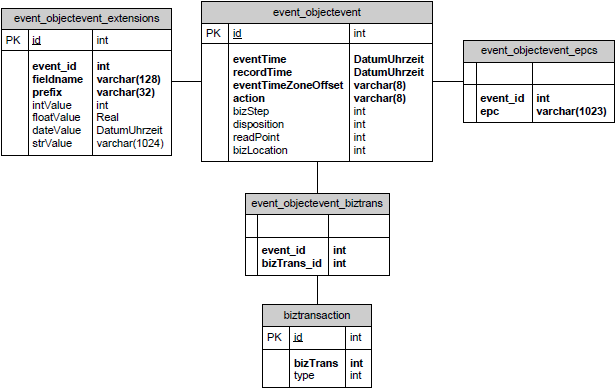 event_objectevent_extensions
PK id int
event_id int
fieldname varchar(128)
prefix varchar(32)
intValue int
floatValue Real
dateValue DatumUhrzeit
strValue varchar(1024)
event_objectevent
PK id int
eventTime DatumUhrzeit
recordTime DatumUhrzeit
eventTimeZoneOffset varchar(8)
action varchar(8)
bizStep int
disposition int
readPoint int
bizLocation int
event_objectevent_epcs
event_id int
epc varchar(1023)
event_objectevent_biztrans
event_id int
bizTrans_id int
biztransaction
PK id int
bizTrans int
type int